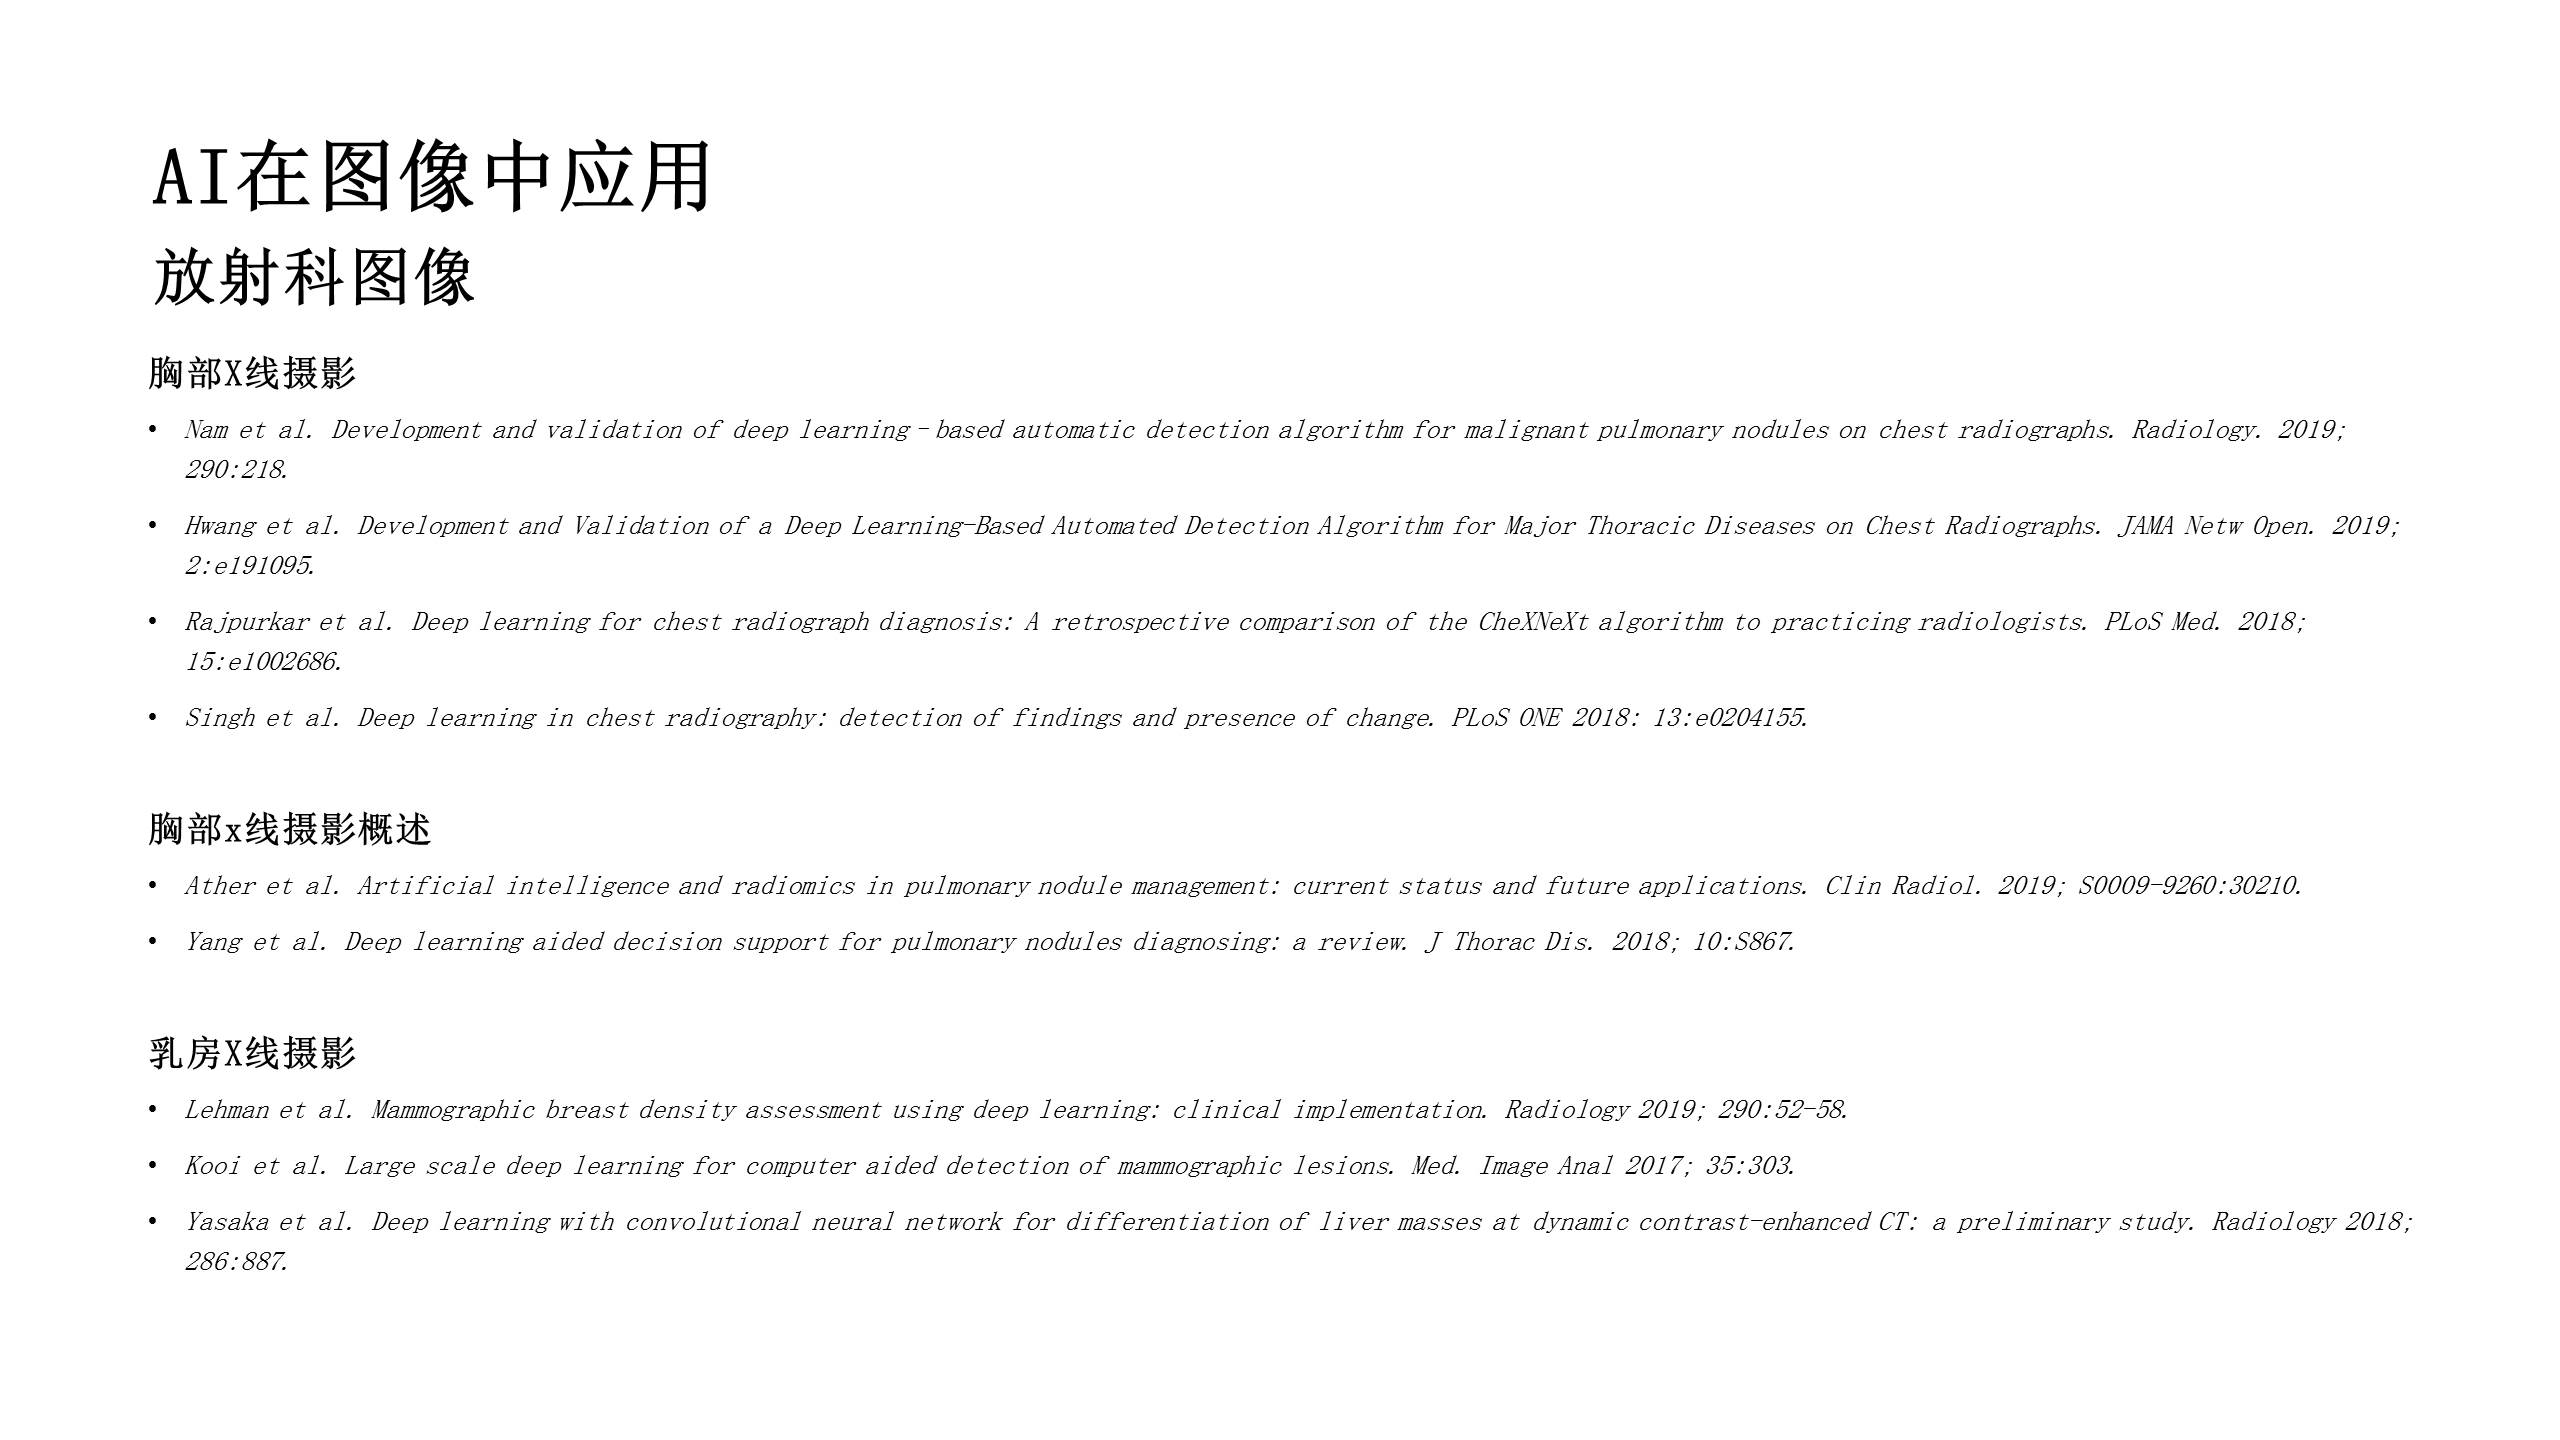 AI在图像中应用
放射科图像
胸部X线摄影
• Nam et al. Development and validation of deep learning–based automatic detection algorithm for malignant pulmonary nodules on chest radiographs. Radiology. 2019;
290:218.
• Hwang et al. Development and Validation of a Deep Learning-Based Automated Detection Algorithm for Major Thoracic Diseases on Chest Radiographs. JAMA Netw Open. 2019;
2:e191095.
• Rajpurkar et al. Deep learning for chest radiograph diagnosis: A retrospective comparison of the CheXNeXt algorithm to practicing radiologists. PLoS Med. 2018;
15:e1002686.
• Singh et al. Deep learning in chest radiography: detection of findings and presence of change. PLoS ONE 2018: 13:e0204155.
胸部x线摄影概述
• Ather et al. Artificial intelligence and radiomics in pulmonary nodule management: current status and future applications. Clin Radiol. 2019; S0009-9260:30210.
• Yang et al. Deep learning aided decision support for pulmonary nodules diagnosing: a review. J Thorac Dis. 2018; 10:S867.
乳房X线摄影
• Lehman et al. Mammographic breast density assessment using deep learning: clinical implementation. Radiology 2019; 290:52-58.
• Kooi et al. Large scale deep learning for computer aided detection of mammographic lesions. Med. Image Anal 2017; 35:303.
• Yasaka et al. Deep learning with convolutional neural network for differentiation of liver masses at dynamic contrast-enhanced CT: a preliminary study. Radiology 2018;
286:887.